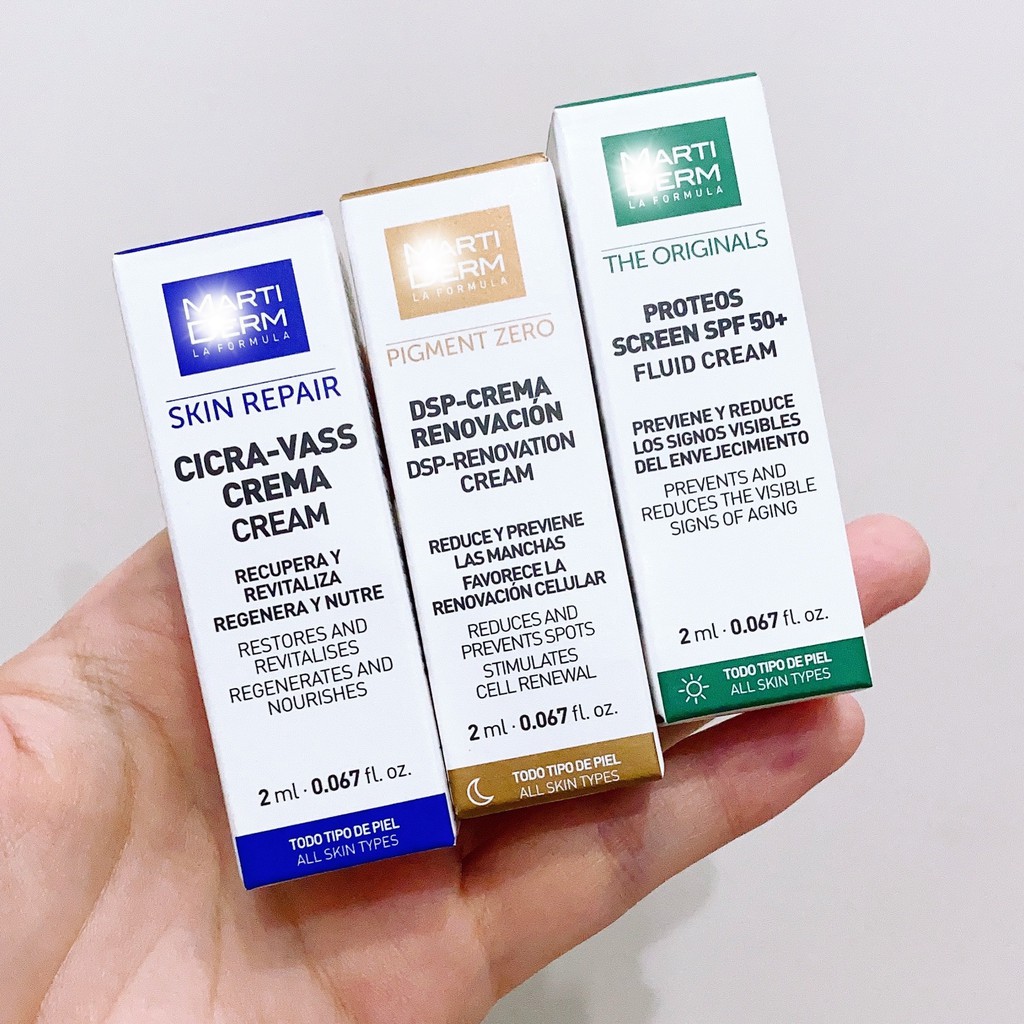 MARTI
DERM
LA FORMULA
SKIN REPAIR
CICRA-VASS
CREMA
CREAM
RECUPERA Y
REVITALIZA
REGENERA Y NUTRE
RESTORES AND
REVITALISES
REGENERATES AND
NOURISHES
2 ml · 0.067 fl. oz.
TODO TIPO DE PIEL
ALL SKIN TYPES
MARTI
DERM
LA FORMULA
PIGMENT ZERO
DSP-CREMA
RENOVACIÓN
DSP-RENOVATION
CREAM
REDUCE Y PREVIENE
LAS MANCHAS
FAVORECE LA
RENOVACIÓN CELULAR
REDUCES AND
PREVENTS SPOTS
STIMULATES
CELL RENEWAL
2 ml · 0.067 fl. oz.
TODO TIPO DE PIEL
ALL SKIN TYPES
MARTI
DERM
LA FORMULA
THE ORIGINALS
PROTEOS
SCREEN SPF 50+
FLUID CREAM
PREVIENE Y REDUCE
LOS SIGNOS VISIBLES
DEL ENVEJECIMIENTO
PREVENTS AND
REDUCES THE VISIBLE
SIGNS OF AGING
2 ml · 0.067 fl. oz.
TODO TIPO DE PIEL
ALL SKIN TYPES